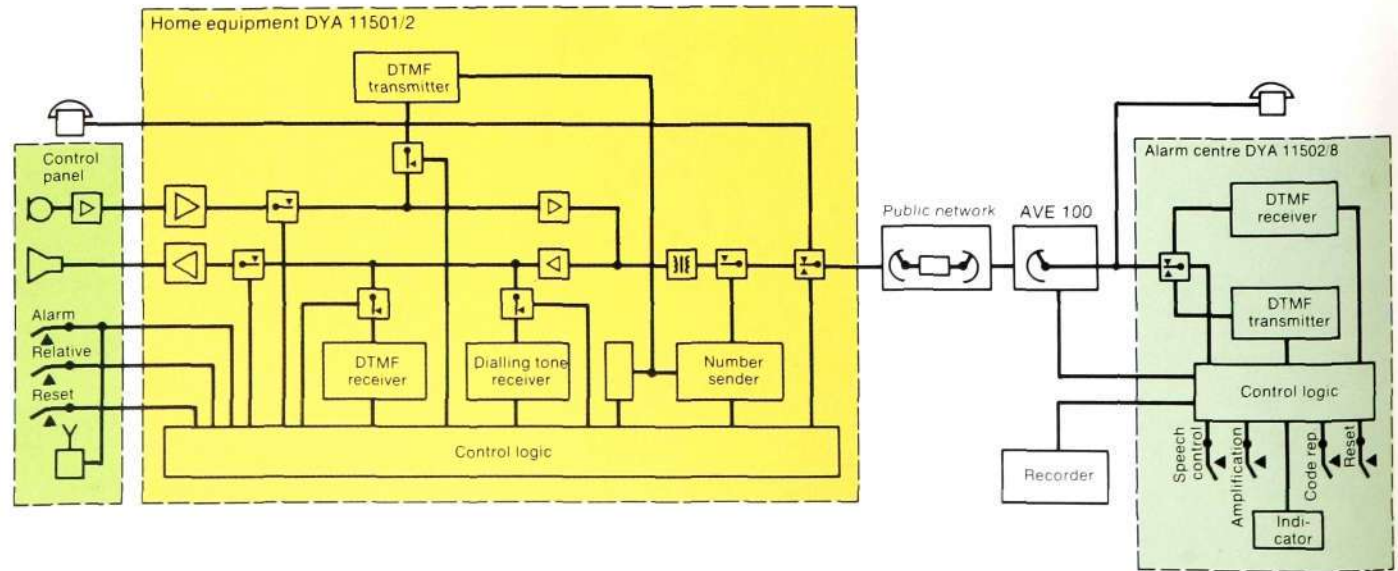 Home equipment DYA 11501/2
DTMF
transmitter
Control
panel
Alarm
Relative
Reset
DTMF
receiver
Dialling tone
receiver
Number
sender
Control logic
Public network
AVE 100
Recorder
Alarm centre DYA 11502/8
DTMF
receiver
DTMF
transmitter
Control logic
Speech
control
Amplification
Code rep.
Reset
Indi-
cator